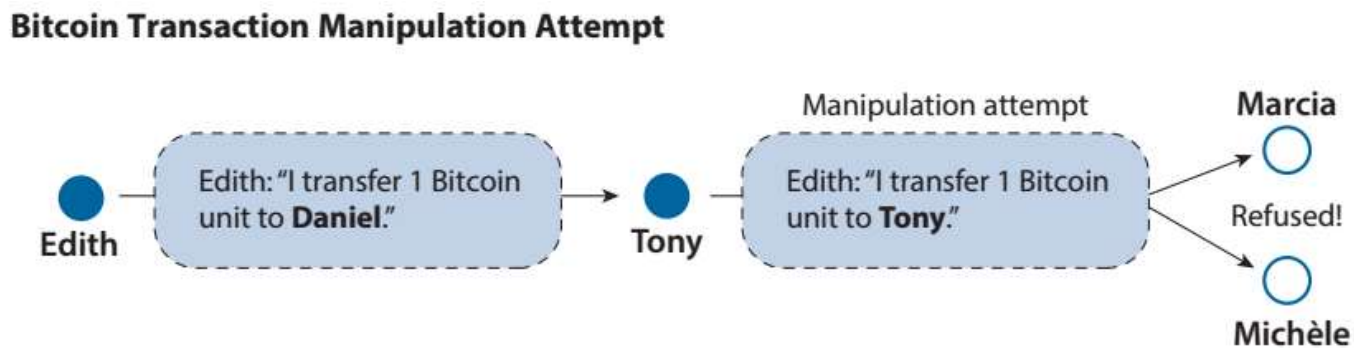 Bitcoin Transaction Manipulation Attempt
Manipulation attempt
Marcia
Edith: “I transfer 1 Bitcoin
unit to Daniel.”
Edith: “I transfer 1 Bitcoin
unit to Tony.”
Refused!
Edith
Tony
Michèle